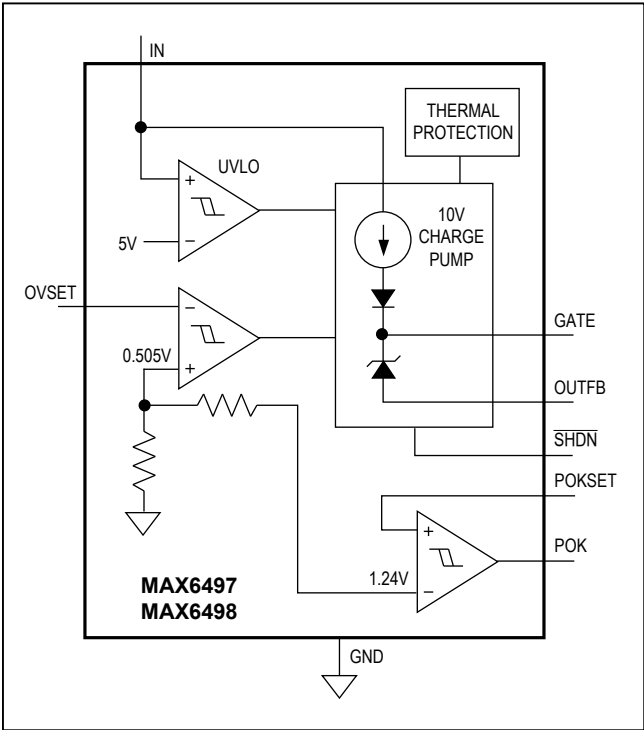 IN
THERMAL
PROTECTION
UVLO
+
10V
CHARGE
PUMP
5V
−
OVSET
−
GATE
0.505V
+
OUTFB
SHDN
POKSET
+
POK
1.24V
−
MAX6497
MAX6498
GND